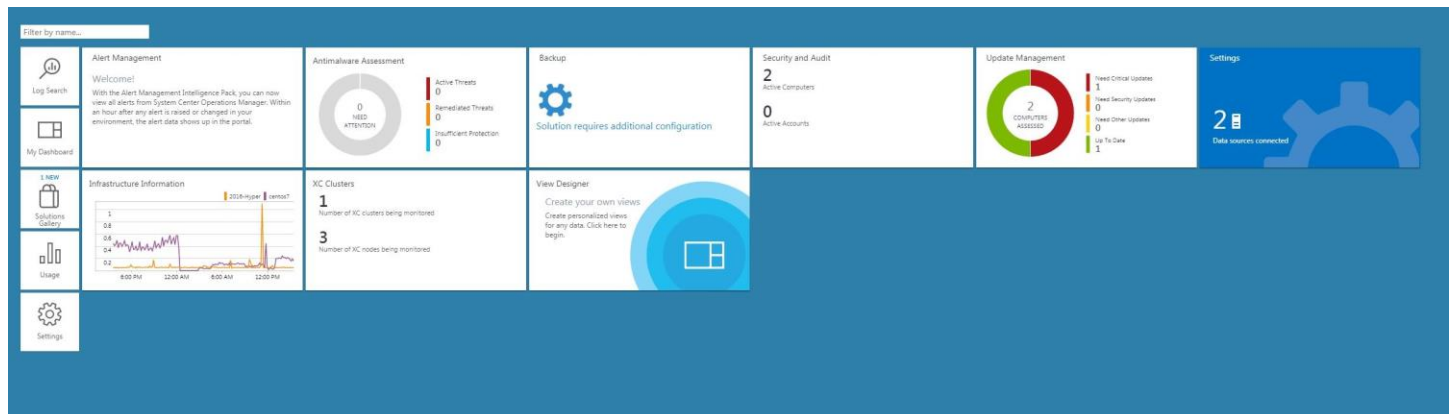 Filter by name...
Log Search
My Dashboard
1 NEW
Solutions
Gallery
Usage
Settings
Alert Management
Welcome!
With the Alert Management Intelligence Pack, you can now
view all alerts from System Center Operations Manager. Within
an hour after any alert is raised or changed in your
environment, the alert data shows up in the portal.
Antimalware Assessment
0
NEED
ATTENTION
Active Threats
0
Remediated Threats
0
Insufficient Protection
0
Backup
Solution requires additional configuration
Security and Audit
2
Active Computers
0
Active Accounts
Update Management
2
COMPUTERS
ASSESSED
Need Critical Updates
1
Need Security Updates
0
Need Other Updates
0
Up To Date
1
Settings
2
Data sources connected
Infrastructure Information
2016-Hyper centos7
1
0.8
0.6
0.4
0.2
6:00 PM 12:00 AM 6:00 AM 12:00 PM
XC Clusters
1
Number of XC clusters being monitored
3
Number of XC nodes being monitored
View Designer
Create your own views
Create personalized views
for any data. Click here to
begin.